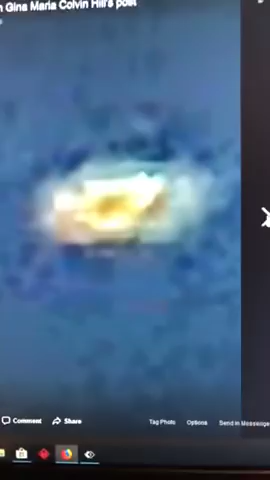 n Gina Maria Colvin Hill's post
Comment Share
Tag Photo Options Send in Messenger